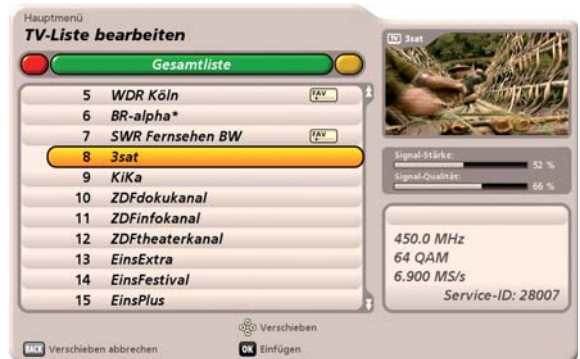 Hauptmenü
TV-Liste bearbeiten
Gesamtliste
5 WDR Köln FAV
6 BR-alpha*
7 SWR Fernsehen BW FAV
8 3sat
9 KiKa
10 ZDFdokukanal
11 ZDFinfokanal
12 ZDFtheaterkanal
13 EinsExtra
14 EinsFestival
15 EinsPlus
TV 3sat
Signal-Stärke:
52 %
Signal-Qualität:
66 %
450.0 MHz
64 QAM
6.900 MS/s
Service-ID: 28007
Verschieben
BACK Verschieben abbrechen
OK Einfügen